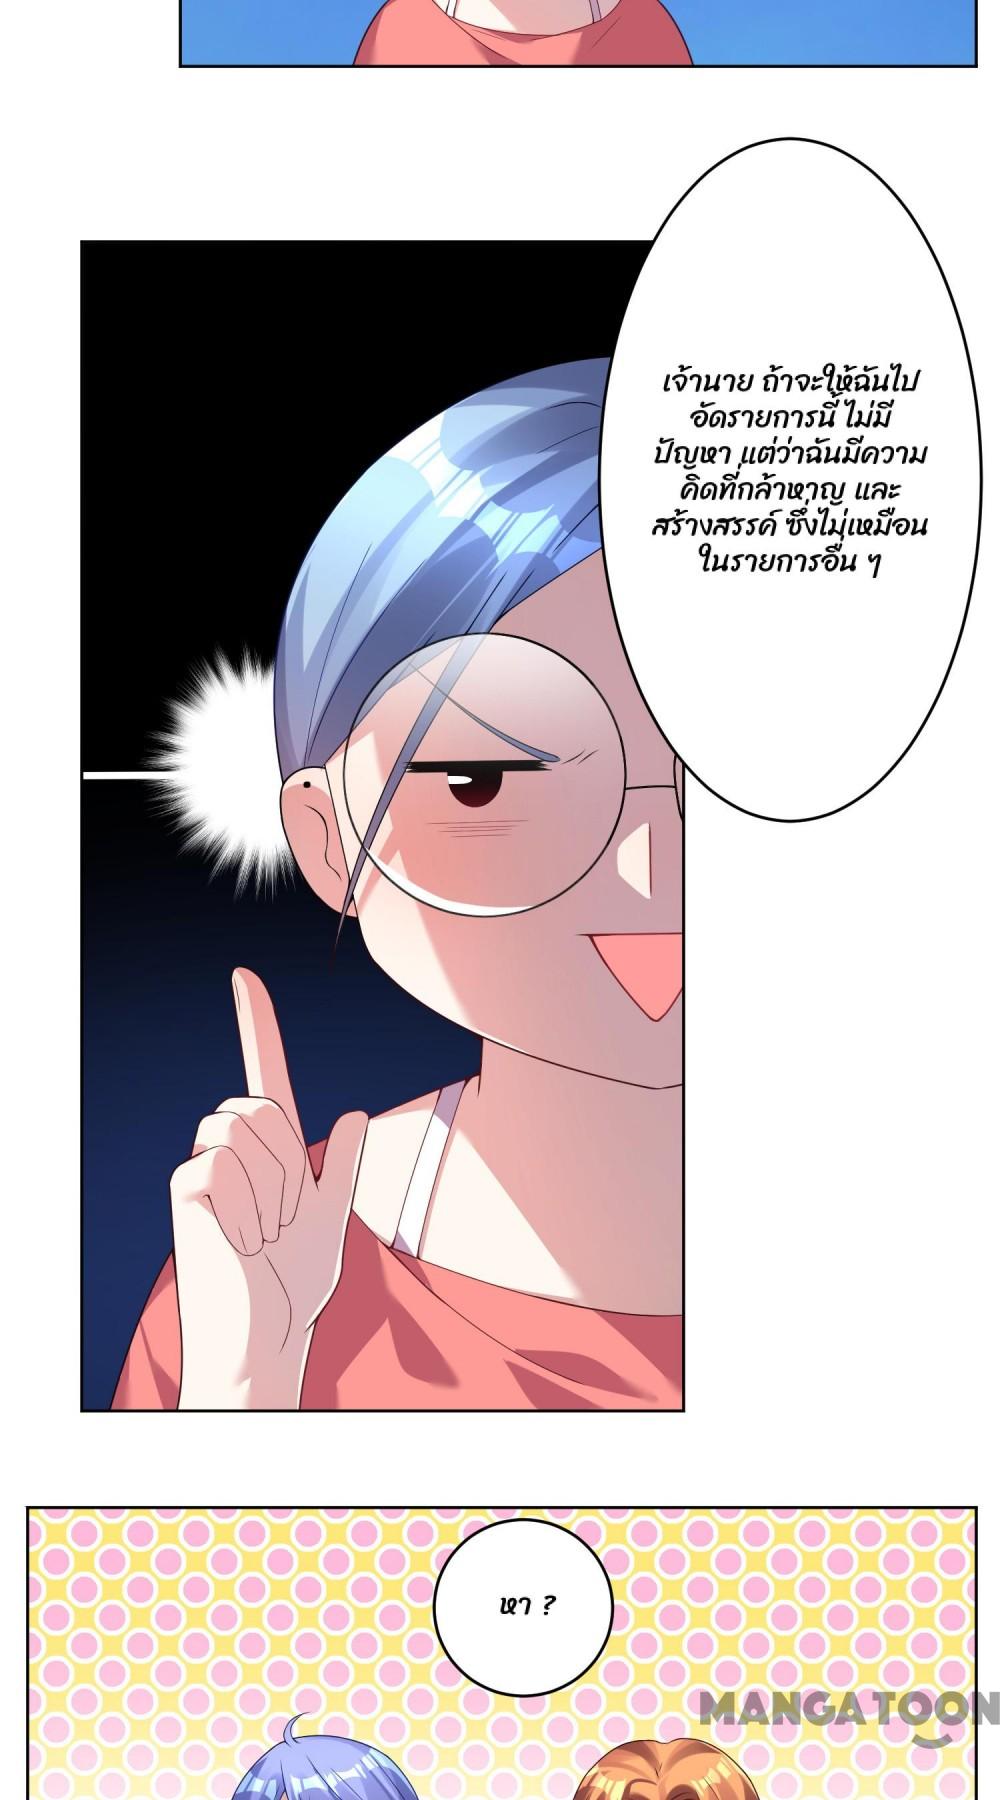 เจ้านาย ถ้าจะให้ฉันไป
อัดรายการนี้ ไม่มี
ปัญหา แต่ว่าฉันมีความ
คิดที่กล้าหาญ และ
สร้างสรรค์ ซึ่งไม่เหมือน
ในรายการอื่น ๆ
หา ?
MANGATOON